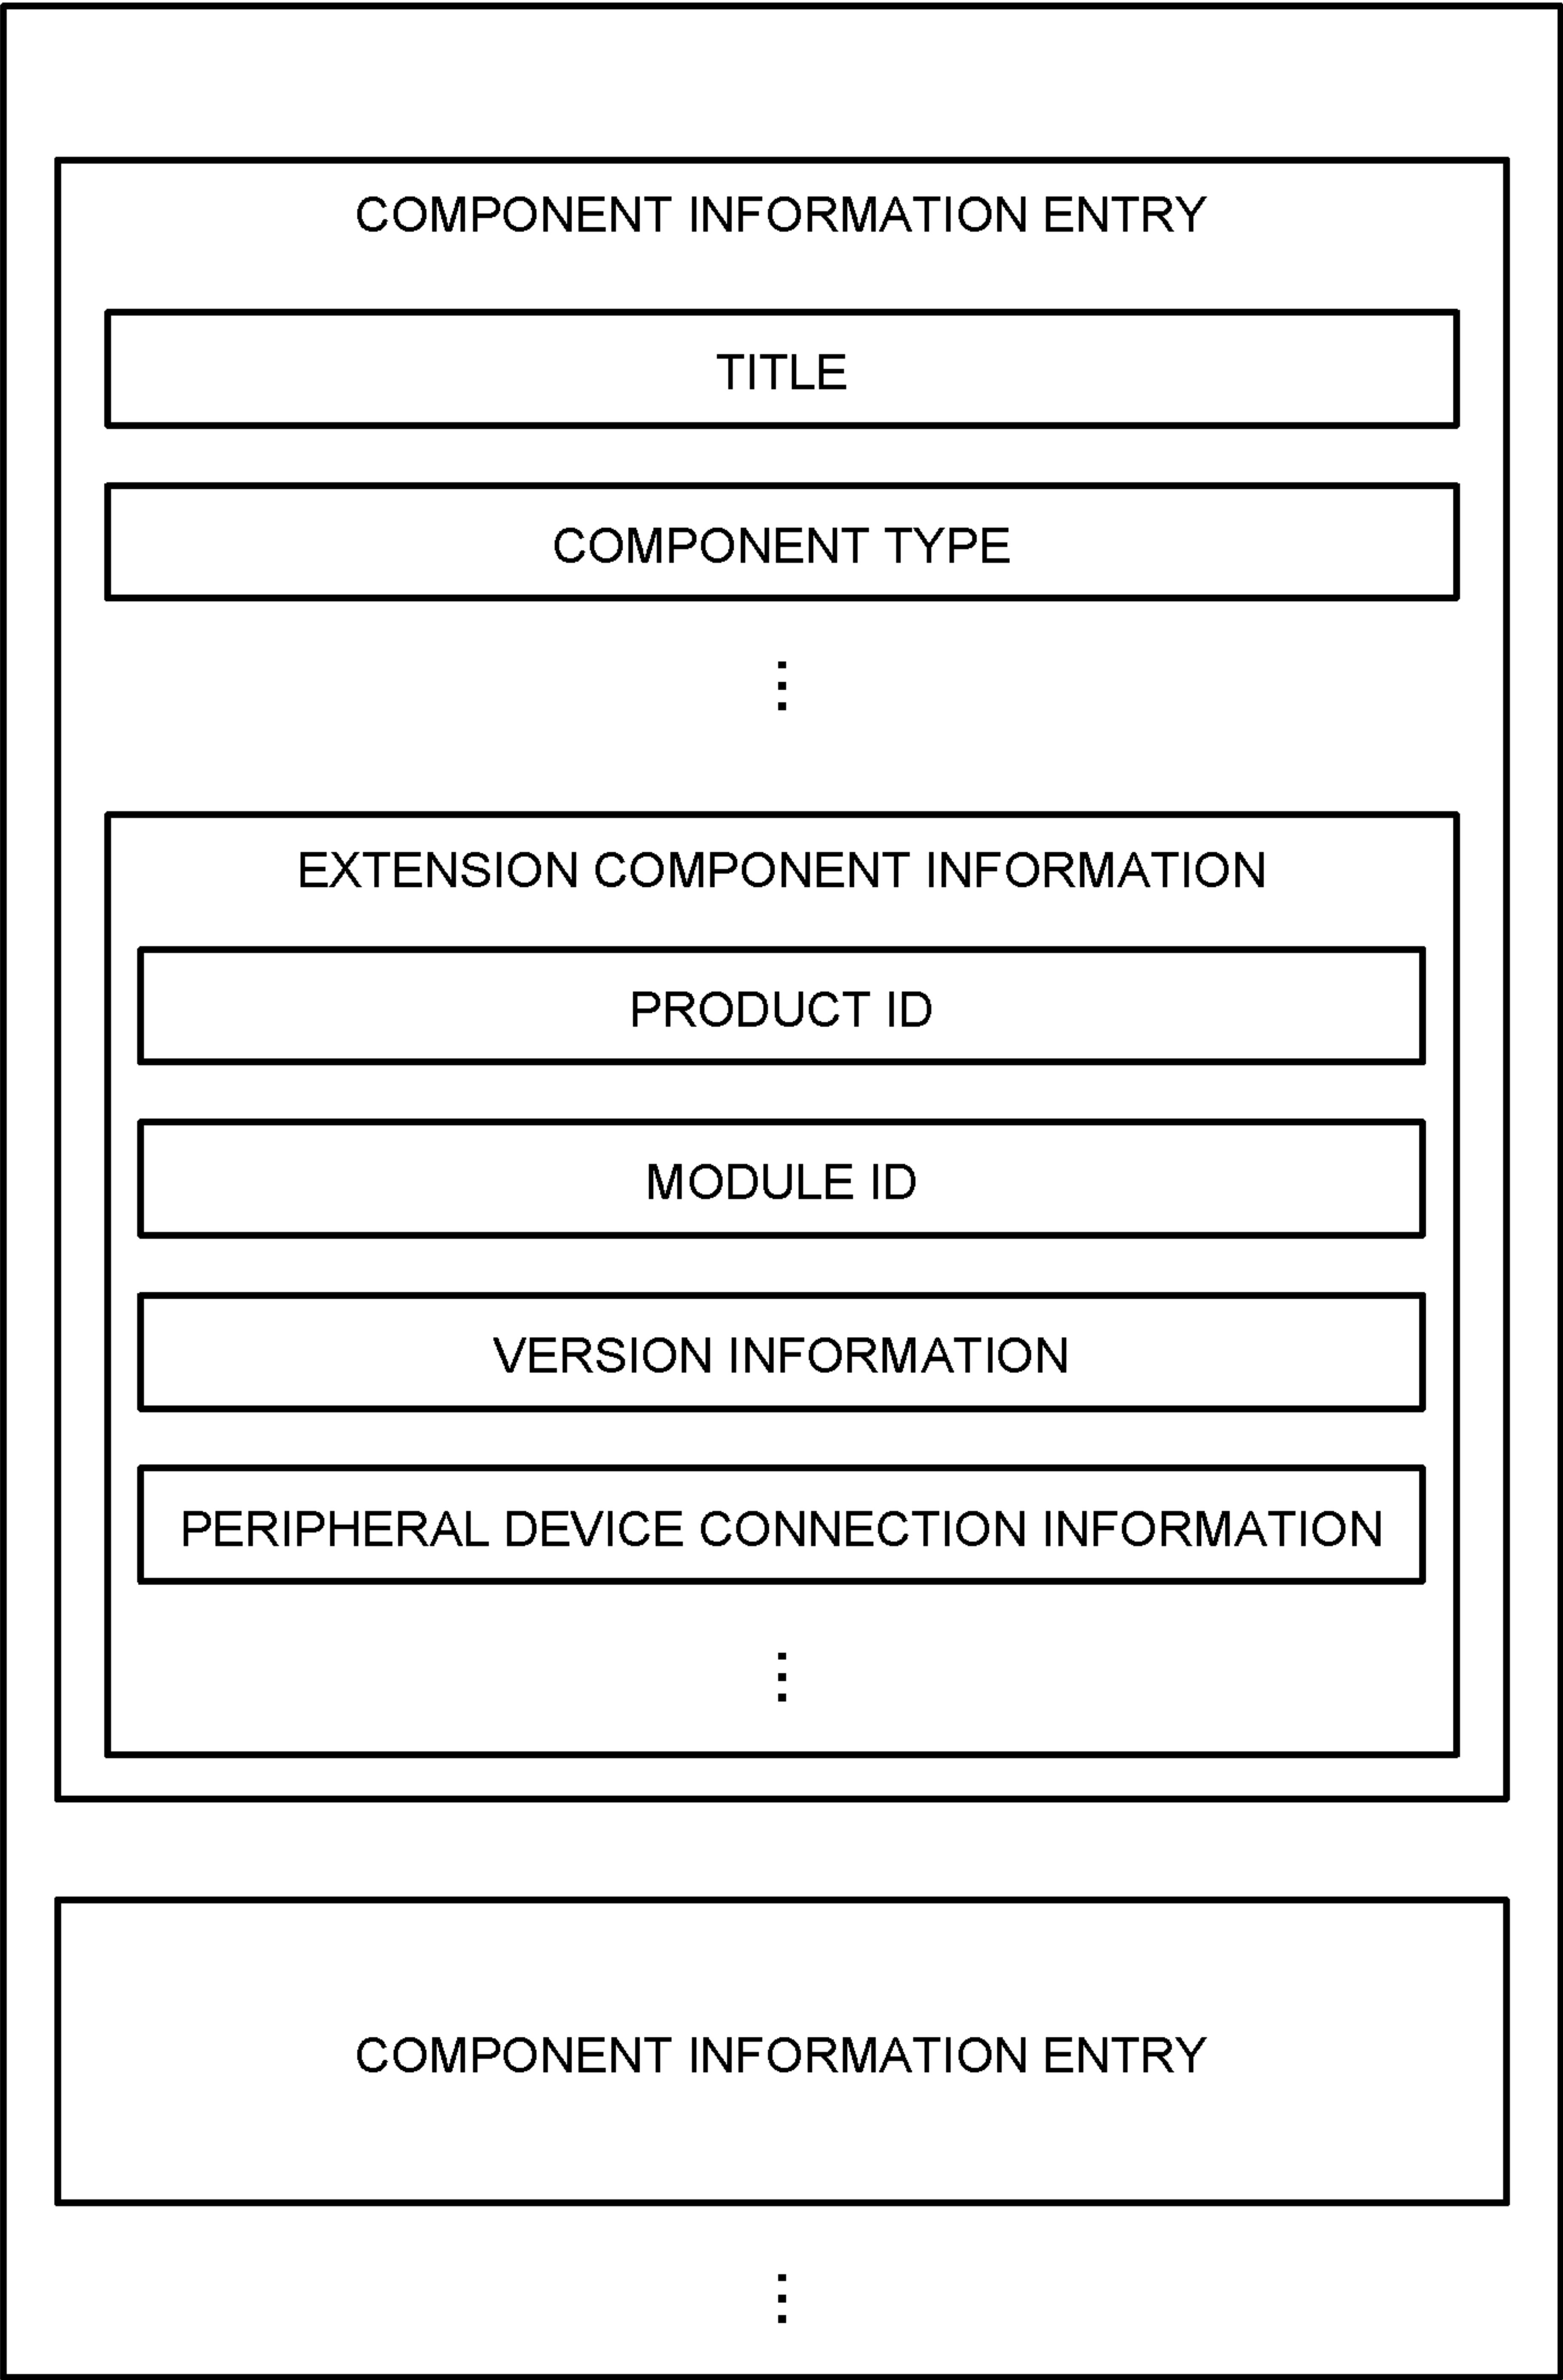 COMPONENT INFORMATION ENTRY
TITLE
COMPONENT TYPE
⋮
EXTENSION COMPONENT INFORMATION
PRODUCT ID
MODULE ID
VERSION INFORMATION
PERIPHERAL DEVICE CONNECTION INFORMATION
⋮
COMPONENT INFORMATION ENTRY
⋮